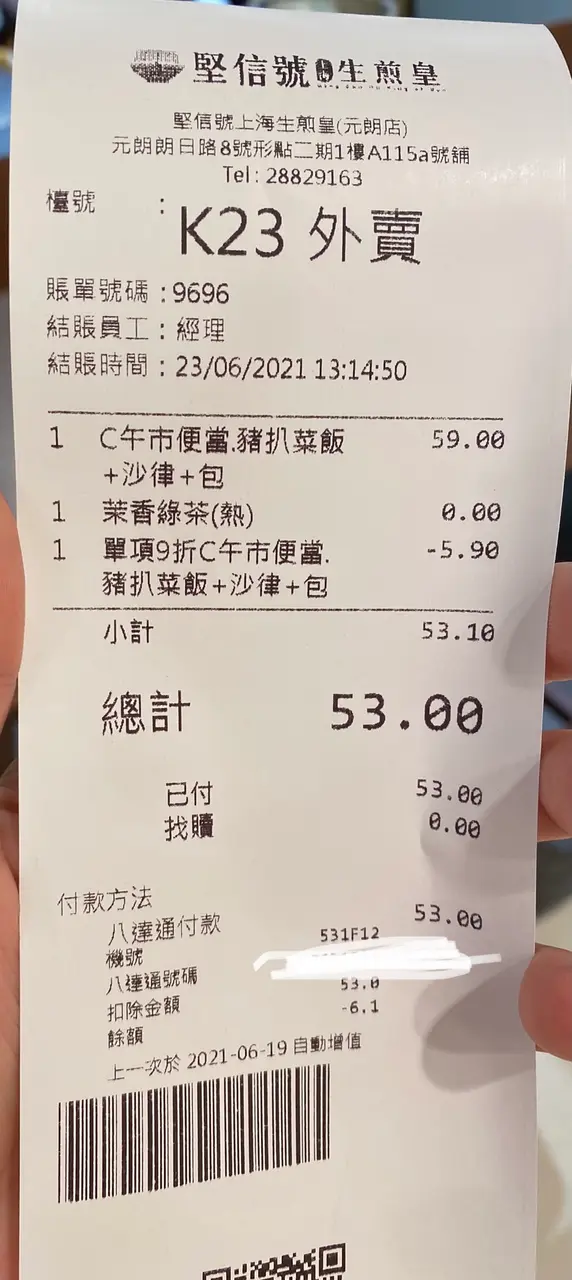 堅信號生煎皇
堅信號上海生煎皇(元朗店)
元朗朗日路8號形點二期1樓A115a號舖
Tel: 28829163
檯號 :
K23 外賣
賬單號碼 : 9696
結賬員工 : 經理
結賬時間 : 23/06/2021 13:14:50
1 C午市便當.豬扒菜飯 59.00
+沙律+包
1 茉香綠茶(熱) 0.00
1 單項9折C午市便當. -5.90
豬扒菜飯+沙律+包
小計 53.10
總計 53.00
已付 53.00
找贖 0.00
付款方法
八達通付款 53.00
機號 531F12
八達通號碼
扣除金額 53.0
餘額 -6.1
上一次於 2021-06-19 自動增值